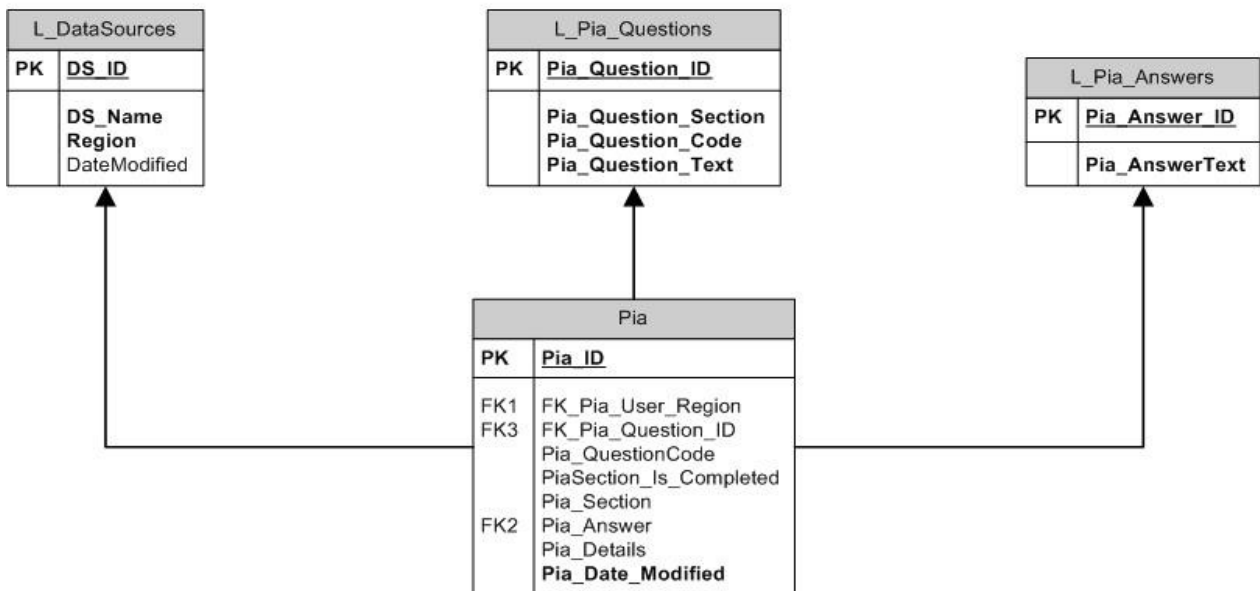 L_DataSources
PK DS_ID
DS_Name
Region
DateModified
L_Pia_Questions
PK Pia_Question_ID
Pia_Question_Section
Pia_Question_Code
Pia_Question_Text
L_Pia_Answers
PK Pia_Answer_ID
Pia_AnswerText
Pia
PK Pia_ID
FK1 FK_Pia_User_Region
FK3 FK_Pia_Question_ID
Pia_QuestionCode
PiaSection_Is_Completed
Pia_Section
FK2 Pia_Answer
Pia_Details
Pia_Date_Modified